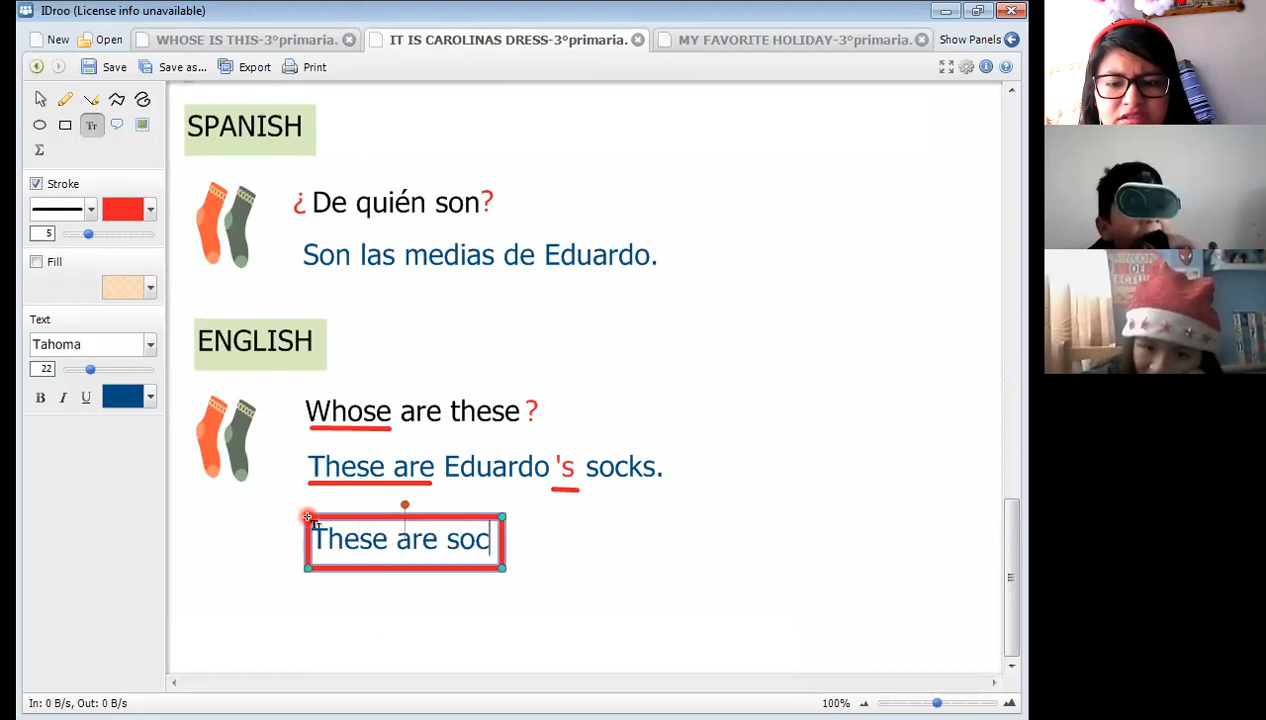 IDroo (License info unavailable)
New Open WHOSE IS THIS-3°primaria. IT IS CAROLINAS DRESS-3°primaria. MY FAVORITE HOLIDAY-3°primaria. Show Panels
Save Save as... Export Print
Tr
Σ
Stroke
5
Fill
Text
Tahoma
22
B I U
SPANISH
¿De quién son?
Son las medias de Eduardo.
ENGLISH
Whose are these?
These are Eduardo's socks.
These are soc
In: 0 B/s, Out: 0 B/s
100%
RINCON
DE